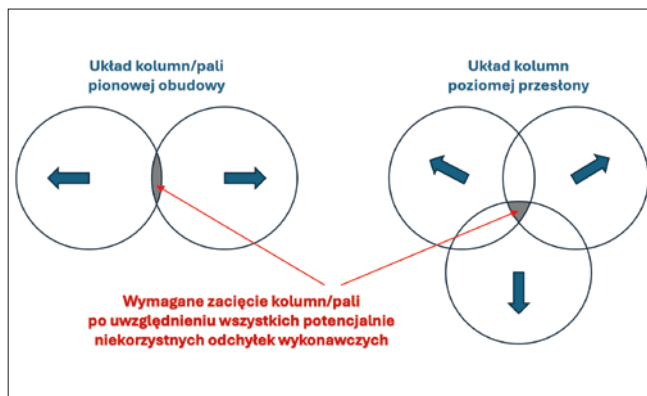 Układ kolumn/pali
pionowej obudowy
Układ kolumn
poziomej przesłony
Wymagane zacięcie kolumn/pali
po uwzględnieniu wszystkich potencjalnie
niekorzystnych odchyłek wykonawczych